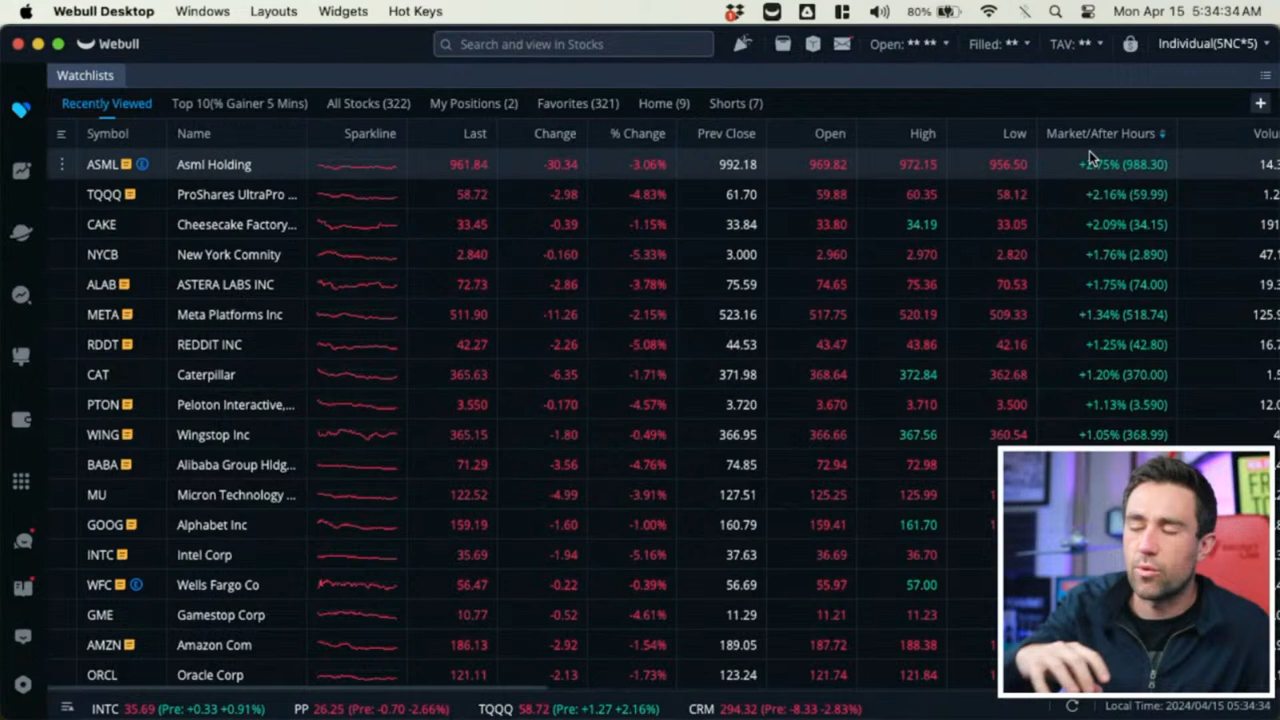 Webull Desktop Windows Layouts Widgets Hot Keys 80% Mon Apr 15 5:34:34 AM
Webull Search and view in Stocks Open: ** ** Filled: ** TAV: ** Individual(5NC*5)
Watchlists
Recently Viewed Top 10(% Gainer 5 Mins) All Stocks (322) My Positions (2) Favorites (321) Home (9) Shorts (7)
Symbol Name Sparkline Last Change % Change Prev Close Open High Low Market/After Hours Volu
ASML Asml Holding 961.84 -30.34 -3.06% 992.18 969.82 972.15 956.50 +2.75% (988.30) 14.
TQQQ ProShares UltraPro ... 58.72 -2.98 -4.83% 61.70 59.88 60.35 58.12 +2.16% (59.99) 1.2
CAKE Cheesecake Factory... 33.45 -0.39 -1.15% 33.84 33.80 34.19 33.05 +2.09% (34.15) 191
NYCB New York Comnity 2.840 -0.160 -5.33% 3.000 2.960 2.970 2.820 +1.76% (2.890) 47.
ALAB ASTERA LABS INC 72.73 -2.86 -3.78% 75.59 74.65 75.36 70.53 +1.75% (74.00) 19.
META Meta Platforms Inc 511.90 -11.26 -2.15% 523.16 517.75 520.19 509.33 +1.34% (518.74) 125.
RDDT REDDIT INC 42.27 -2.26 -5.08% 44.53 43.47 43.86 42.16 +1.25% (42.80) 16.
CAT Caterpillar 365.63 -6.35 -1.71% 371.98 368.64 372.84 362.68 +1.20% (370.00) 1.
PTON Peloton Interactive,... 3.550 -0.170 -4.57% 3.720 3.670 3.710 3.500 +1.13% (3.590) 12.
WING Wingstop Inc 365.15 -1.80 -0.49% 366.95 366.66 367.56 360.54 +1.05% (368.99) 4
BABA Alibaba Group Hldg... 71.29 -3.56 -4.76% 74.85 72.94 72.98
MU Micron Technology ... 122.52 -4.99 -3.91% 127.51 125.25 125.99
GOOG Alphabet Inc 159.19 -1.60 -1.00% 160.79 159.41 161.70
INTC Intel Corp 35.69 -1.94 -5.16% 37.63 36.69 36.70
WFC Wells Fargo Co 56.47 -0.22 -0.39% 56.69 55.97 57.00
GME Gamestop Corp 10.77 -0.52 -4.61% 11.29 11.21 11.23
AMZN Amazon Com 186.13 -2.92 -1.54% 189.05 187.72 188.38
ORCL Oracle Corp 121.11 -2.13 -1.73% 123.24 121.74 121.84
INTC 35.69 (Pre: +0.33 +0.91%) PP 26.25 (Pre: -0.70 -2.66%) TQQQ 58.72 (Pre: +1.27 +2.16%) CRM 294.32 (Pre: -8.33 -2.83%) Local Time: 2024/04/15 05:34:34